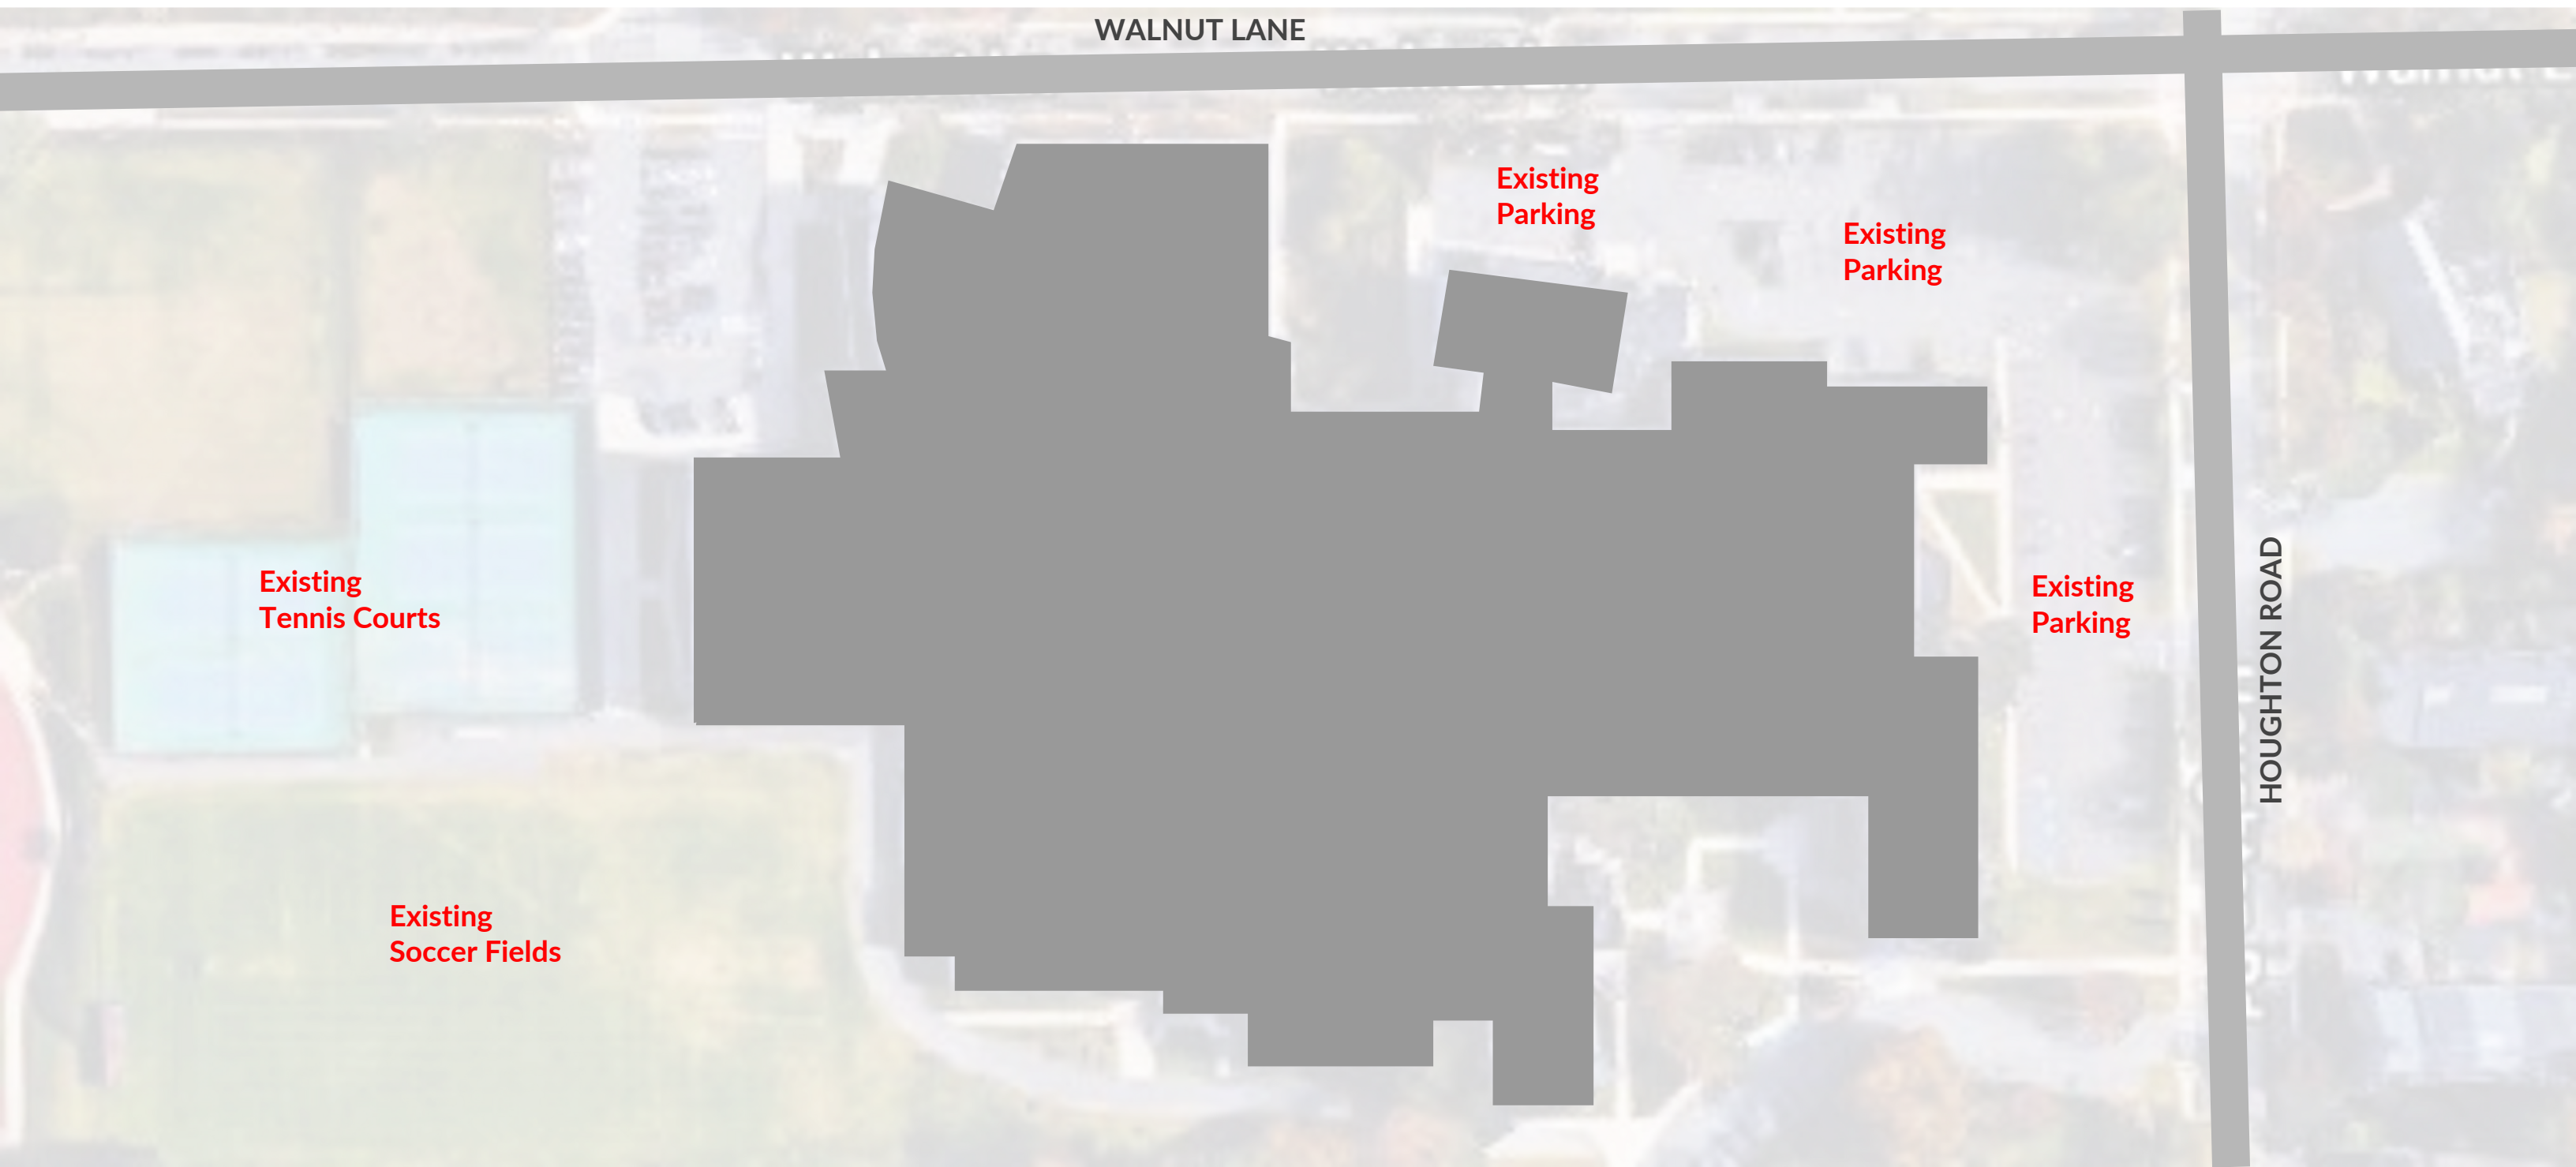 WALNUT LANE
Existing
Parking
Existing
Parking
Existing
Tennis Courts
Existing
Parking
HOUGHTON ROAD
Existing
Soccer Fields